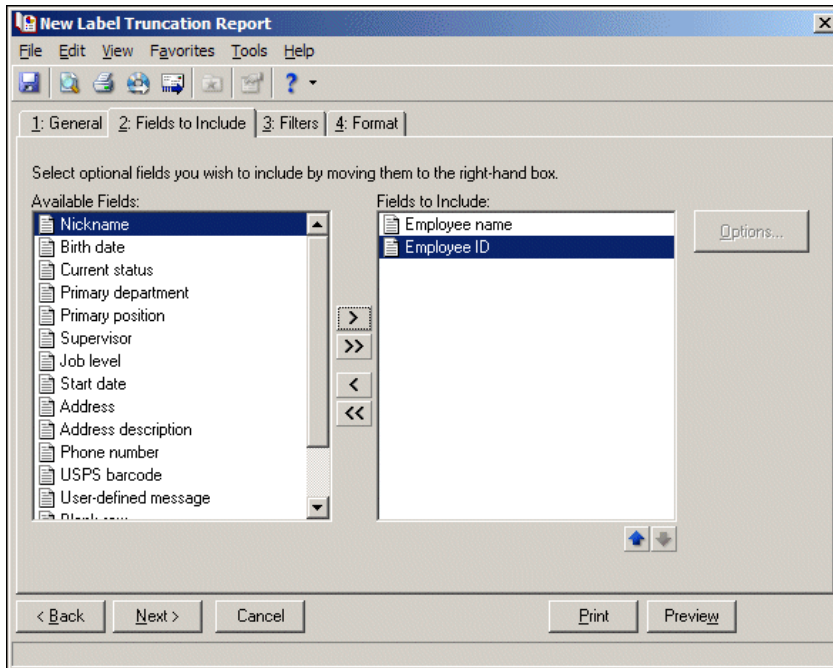 New Label Truncation Report
File Edit View Favorites Tools Help
1: General 2: Fields to Include 3: Filters 4: Format
Select optional fields you wish to include by moving them to the right-hand box.
Available Fields: Fields to Include:
Nickname Employee name Options...
Birth date Employee ID
Current status
Primary department
Primary position
Supervisor
Job level
Start date
Address
Address description
Phone number
USPS barcode
User-defined message
> 
>>
<
<<
< Back Next > Cancel Print Preview